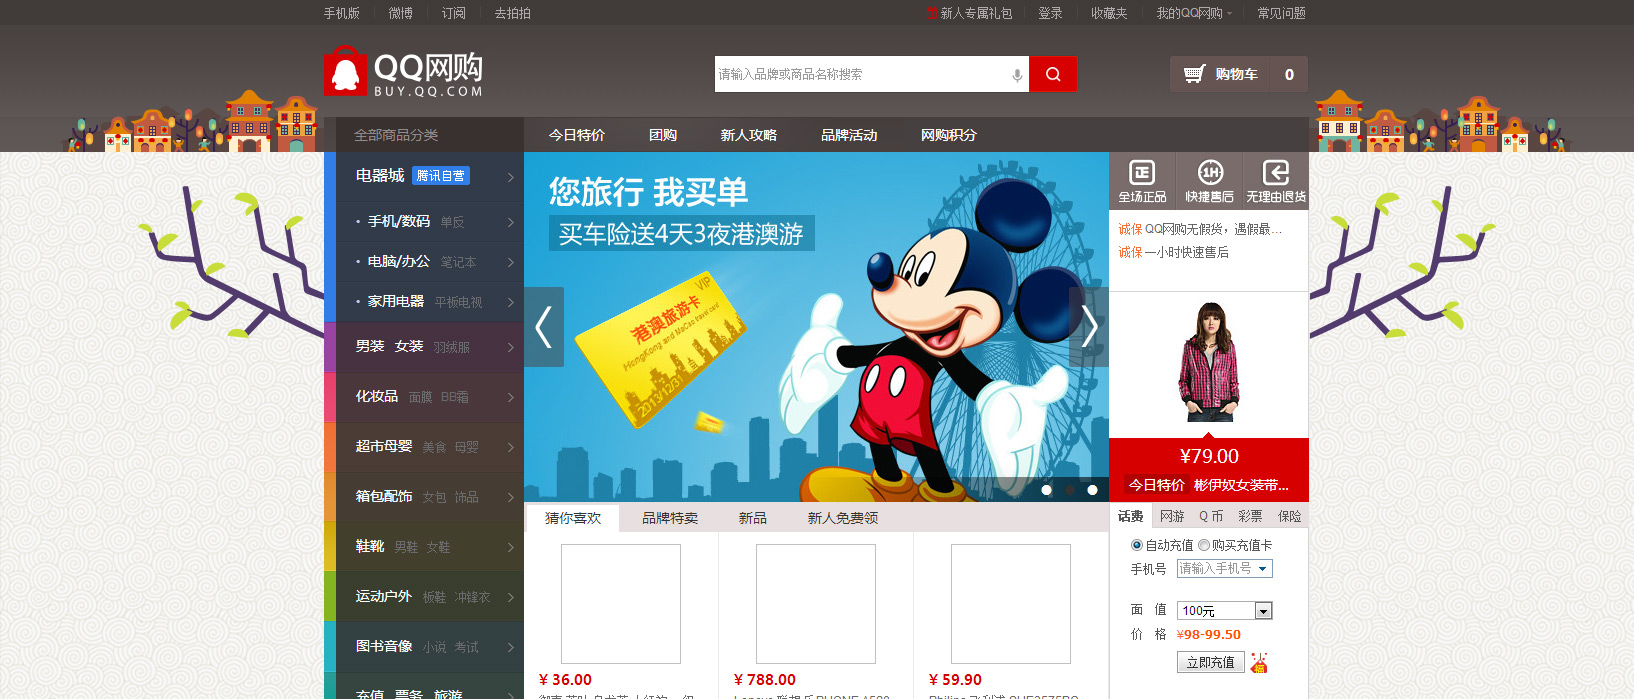 手机版 微博 订阅 去拍拍 新人专属礼包 登录 收藏夹 我的QQ网购 常见问题
QQ网购
BUY.QQ.COM
请输入品牌或商品名称搜索
购物车 0
全部商品分类 今日特价 团购 新人攻略 品牌活动 网购积分
电器城 腾讯自营
· 手机/数码 单反
· 电脑/办公 笔记本
· 家用电器 平板电视
男装 女装 羽绒服
化妆品 面膜 BB霜
超市母婴 美食 母婴
箱包配饰 女包 饰品
鞋靴 男鞋 女鞋
运动户外 板鞋 冲锋衣
图书音像 小说 考试
充值 票务 旅游
您旅行 我买单
买车险送4天3夜港澳游
VIP
港澳旅游卡
HongKong and MaCao travel card
2013/12/31
正 1H
全场正品 快捷售后 无理由退货
诚保 QQ网购无假货，遇假最...
诚保 一小时快速售后
¥79.00
今日特价 彬伊奴女装带...
猜你喜欢 品牌特卖 新品 新人免费领
¥ 36.00
¥ 788.00
¥ 59.90
话费 网游 Q币 彩票 保险
自动充值 购买充值卡
手机号 请输入手机号
面 值 100元
价 格 ¥98-99.50
立即充值